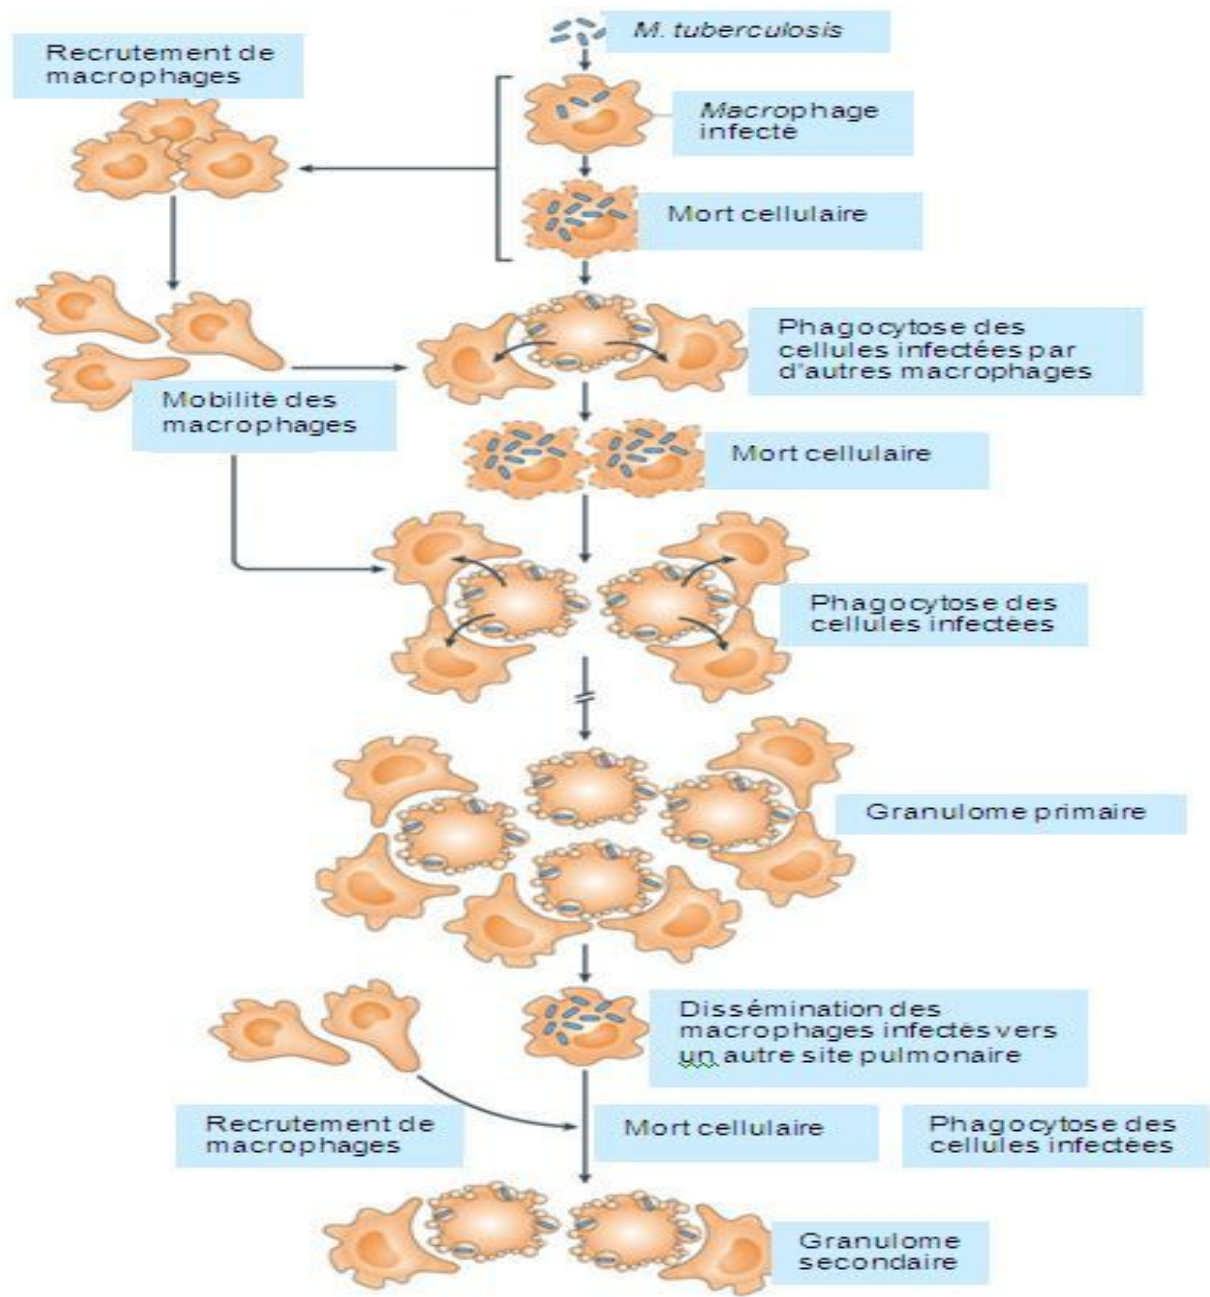 M. tuberculosis
Recrutement de
macrophages
Macrophage
infecté
Mort cellulaire
Phagocytose des
cellules infectées par
d'autres macrophages
Mobilité des
macrophages
Mort cellulaire
Phagocytose des
cellules infectées
Granulome primaire
Dissémination des
macrophages infectés vers
un autre site pulmonaire
Recrutement de
macrophages
Mort cellulaire
Phagocytose des
cellules infectées
Granulome
secondaire